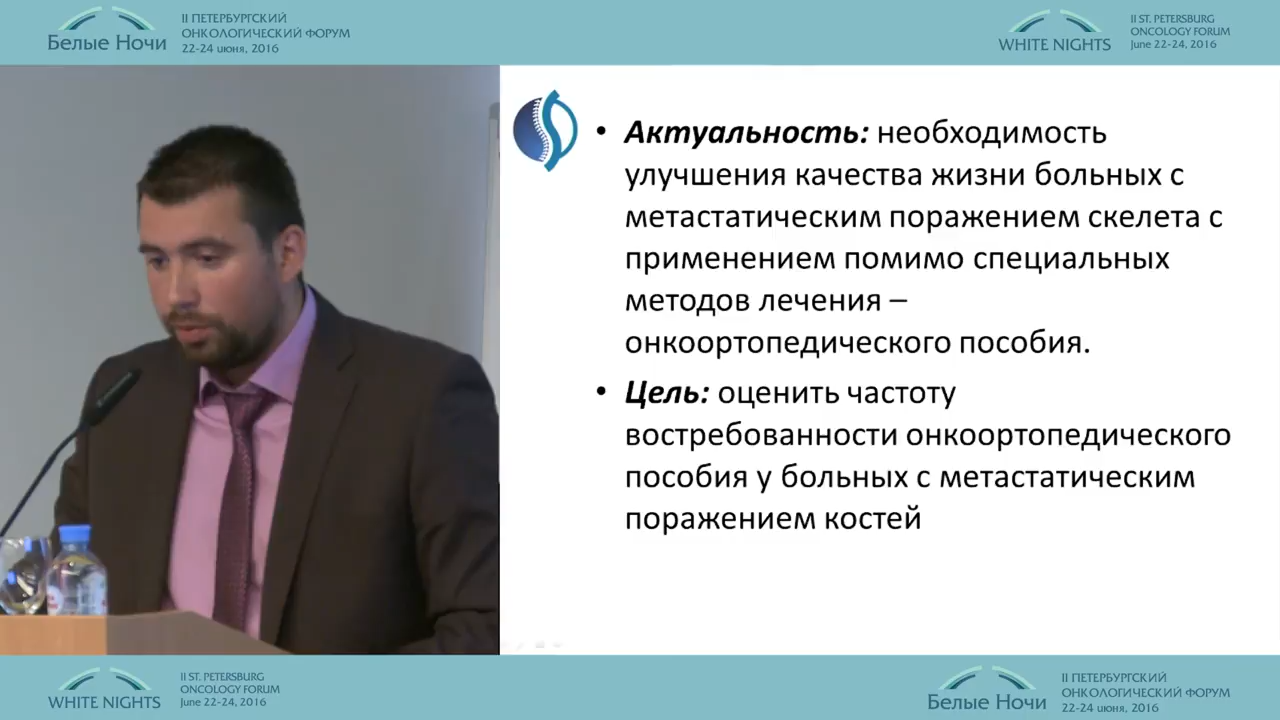 Белые Ночи
II ПЕТЕРБУРГСКИЙ
ОНКОЛОГИЧЕСКИЙ ФОРУМ
22-24 июня, 2016
WHITE NIGHTS
II ST. PETERSBURG
ONCOLOGY FORUM
June 22-24, 2016
• Актуальность: необходимость
улучшения качества жизни больных с
метастатическим поражением скелета с
применением помимо специальных
методов лечения –
онкоортопедического пособия.
• Цель: оценить частоту
востребованности онкоортопедического
пособия у больных с метастатическим
поражением костей
WHITE NIGHTS
II ST. PETERSBURG
ONCOLOGY FORUM
June 22-24, 2016
Белые Ночи
II ПЕТЕРБУРГСКИЙ
ОНКОЛОГИЧЕСКИЙ ФОРУМ
22-24 июня, 2016